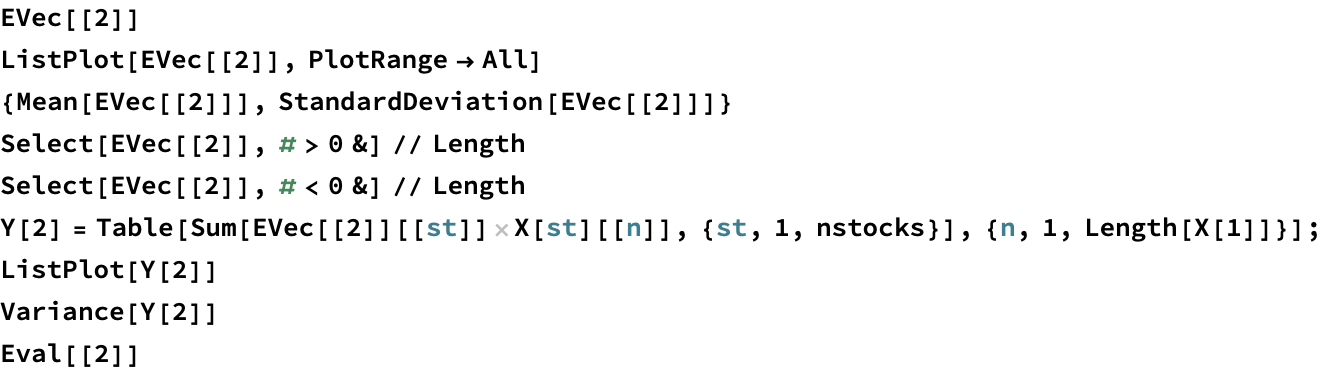 EVec[[2]]
ListPlot[EVec[[2]], PlotRange → All]
{Mean[EVec[[2]]], StandardDeviation[EVec[[2]]]}
Select[EVec[[2]], # > 0 &] // Length
Select[EVec[[2]], # < 0 &] // Length
Y[2] = Table[Sum[EVec[[2]][[st]] × X[st][[n]], {st, 1, nstocks}], {n, 1, Length[X[1]]}];
ListPlot[Y[2]]
Variance[Y[2]]
Eval[[2]]